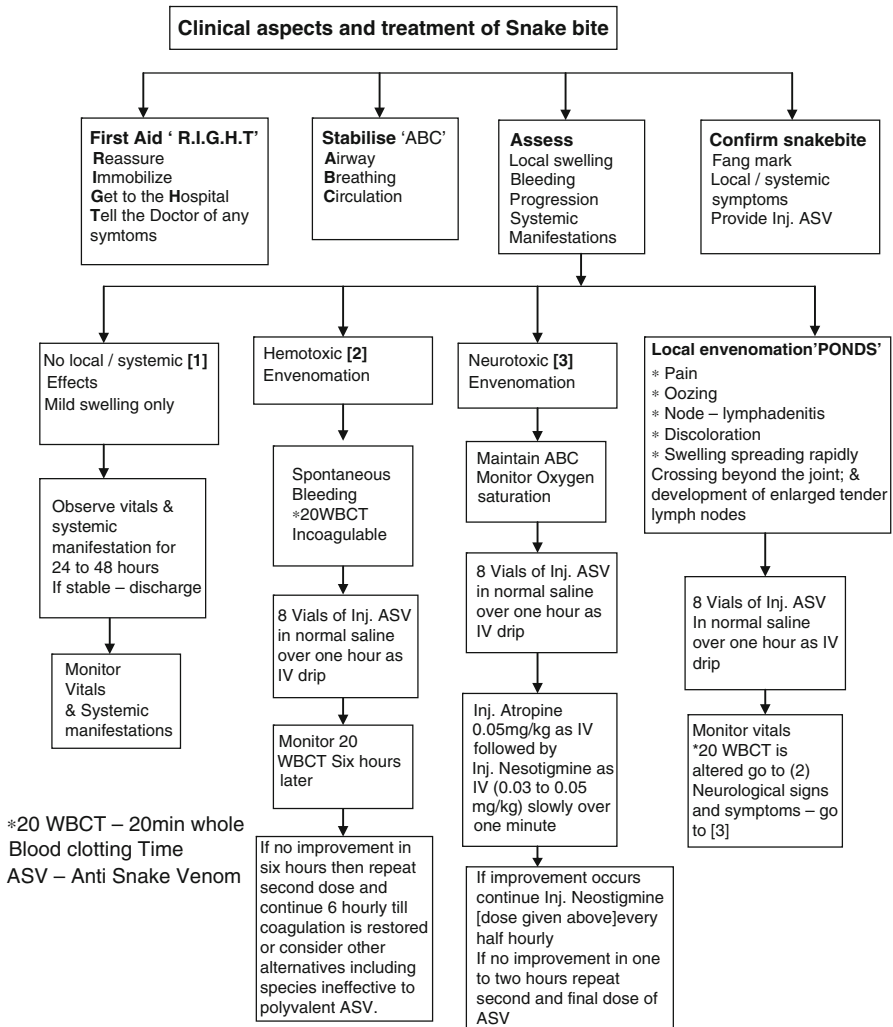 Clinical aspects and treatment of Snake bite
First Aid ‘ R.I.G.H.T’
Reassure
Immobilize
Get to the Hospital
Tell the Doctor of any
symtoms
Stabilise ‘ABC’
Airway
Breathing
Circulation
Assess
Local swelling
Bleeding
Progression
Systemic
Manifestations
Confirm snakebite
Fang mark
Local / systemic
symptoms
Provide Inj. ASV
No local / systemic [1]
Effects
Mild swelling only
Observe vitals &
systemic
manifestation for
24 to 48 hours
If stable – discharge
Monitor
Vitals
& Systemic
manifestations
Hemotoxic [2]
Envenomation
Spontaneous
Bleeding
*20WBCT
Incoagulable
8 Vials of Inj. ASV
in normal saline
over one hour as
IV drip
Monitor 20
WBCT Six hours
later
If no improvement in
six hours then repeat
second dose and
continue 6 hourly till
coagulation is restored
or consider other
alternatives including
species ineffective to
polyvalent ASV.
Neurotoxic [3]
Envenomation
Maintain ABC
Monitor Oxygen
saturation
8 Vials of Inj. ASV
in normal saline
over one hour as
IV drip
Inj. Atropine
0.05mg/kg as IV
followed by
Inj. Nesotigmine as
IV (0.03 to 0.05
mg/kg) slowly over
one minute
If improvement occurs
continue Inj. Neostigmine
[dose given above]every
half hourly
If no improvement in one
to two hours repeat
second and final dose of
ASV
Local envenomation’PONDS’
* Pain
* Oozing
* Node – lymphadenitis
* Discoloration
* Swelling spreading rapidly
Crossing beyond the joint; &
development of enlarged tender
lymph nodes
8 Vials of Inj. ASV
In normal saline
over one hour as IV
drip
Monitor vitals
*20 WBCT is
altered go to (2)
Neurological signs
and symptoms – go
to [3]
*20 WBCT – 20min whole
Blood clotting Time
ASV – Anti Snake Venom